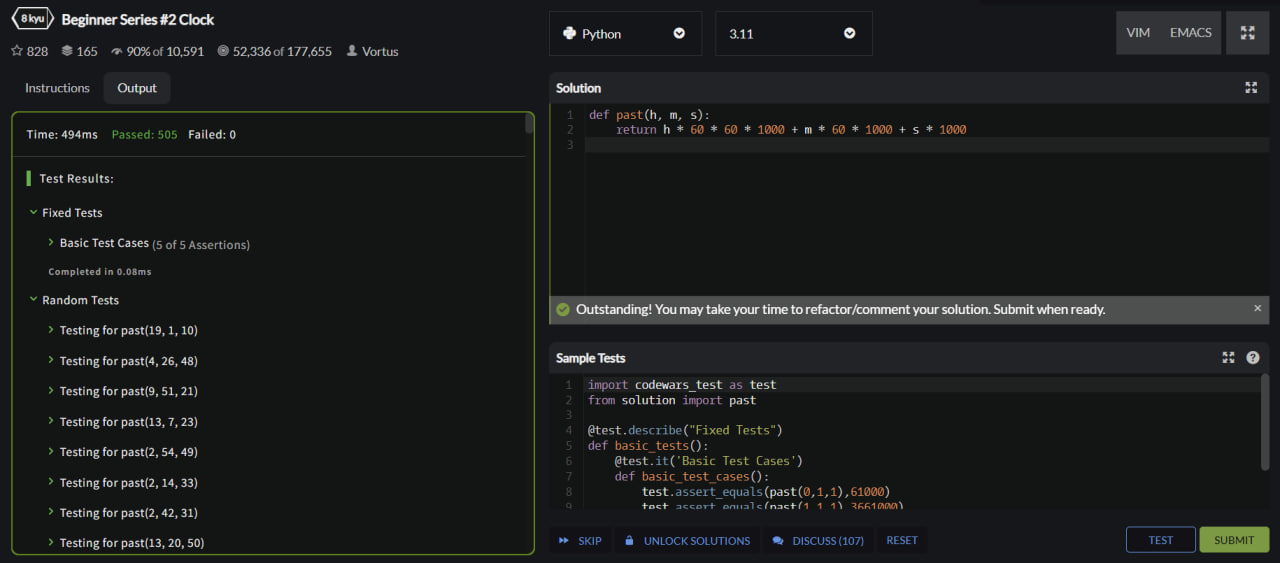 8 kyu Beginner Series #2 Clock
828 165 90% of 10,591 52,336 of 177,655 Vortus
Instructions Output
Time: 494ms Passed: 505 Failed: 0
Test Results:
Fixed Tests
Basic Test Cases (5 of 5 Assertions)
Completed in 0.08ms
Random Tests
Testing for past(19, 1, 10)
Testing for past(4, 26, 48)
Testing for past(9, 51, 21)
Testing for past(13, 7, 23)
Testing for past(2, 54, 49)
Testing for past(2, 14, 33)
Testing for past(2, 42, 31)
Testing for past(13, 20, 50)
Python 3.11 VIM EMACS
Solution
1 def past(h, m, s):
2     return h * 60 * 60 * 1000 + m * 60 * 1000 + s * 1000
3
Outstanding! You may take your time to refactor/comment your solution. Submit when ready. ×
Sample Tests ?
1 import codewars_test as test
2 from solution import past
3
4 @test.describe("Fixed Tests")
5 def basic_tests():
6     @test.it('Basic Test Cases')
7     def basic_test_cases():
8         test.assert_equals(past(0,1,1),61000)
9         test.assert_equals(past(1,1,1),3661000)
SKIP UNLOCK SOLUTIONS DISCUSS (107) RESET TEST SUBMIT